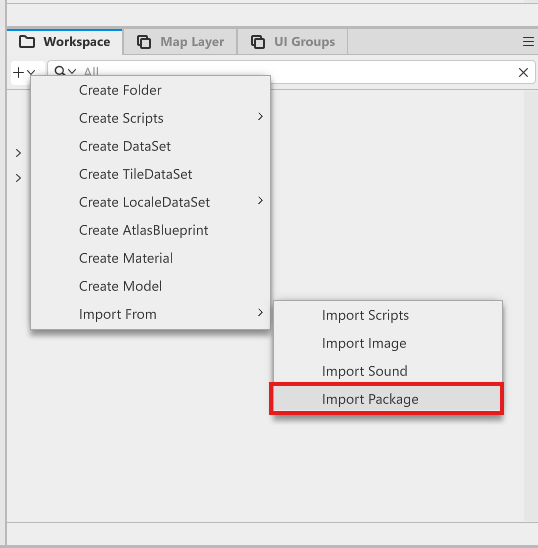 Workspace Map Layer UI Groups
All
Create Folder
Create Scripts
Create DataSet
Create TileDataSet
Create LocaleDataSet
Create AtlasBlueprint
Create Material
Create Model
Import From
Import Scripts
Import Image
Import Sound
Import Package